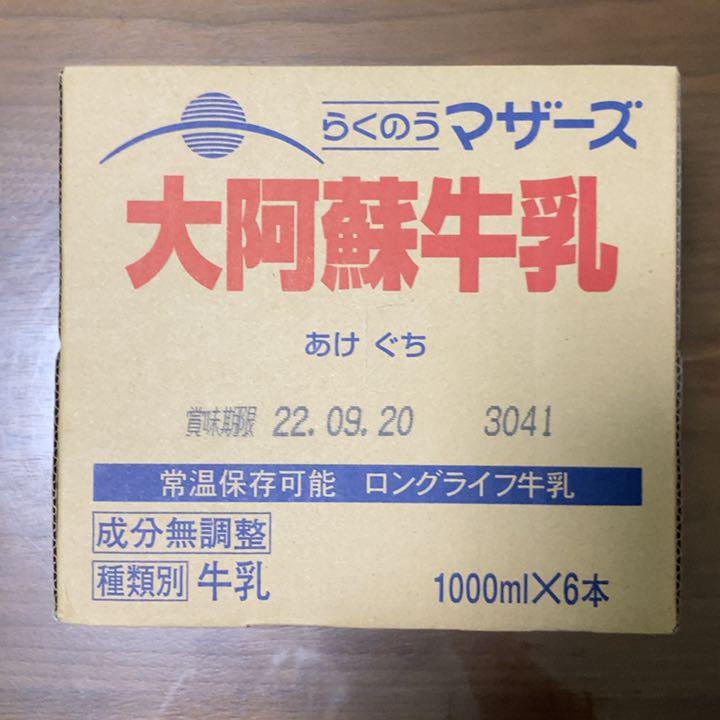 らくのうマザーズ
大阿蘇牛乳
あけ ぐち
賞味期限 22.09.20 3041
常温保存可能 ロングライフ牛乳
成分無調整
種類別 牛乳 1000ml×6本